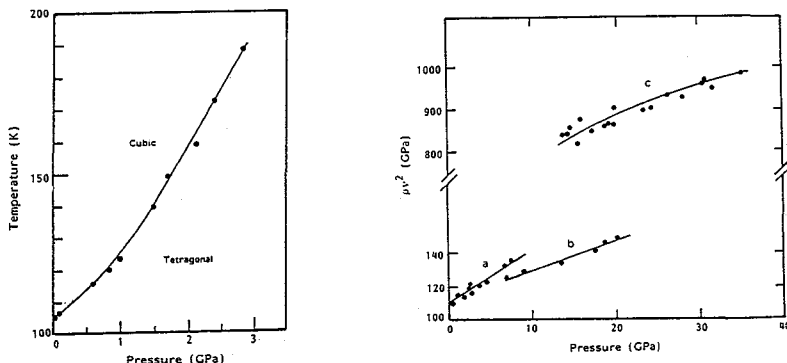 200
150
100
Temperature (K)
Cubic
Tetragonal
0
1
2
3
Pressure (GPa)
1000
900
800
140
120
100
ρv²  (GPa)
a
b
c
0
10
20
30
40
Pressure (GPa)